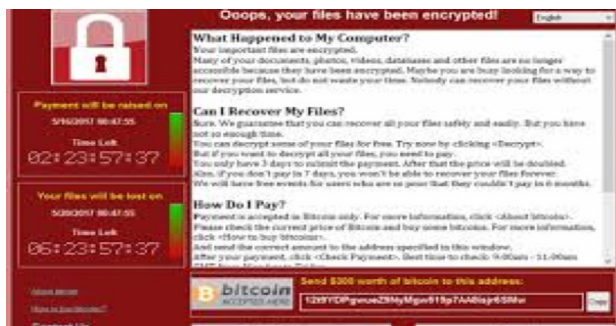 Ooops, your files have been encrypted!
English
What Happened to My Computer?
Your important files are encrypted.
Many of your documents, photos, videos, databases and other files are no longer
accessible because they have been encrypted. Maybe you are busy looking for a way to
recover your files, but do not waste your time. Nobody can recover your files without
our decryption service.
Can I Recover My Files?
Sure. We guarantee that you can recover all your files safely and easily. But you have
not so enough time.
You can decrypt some of your files for free. Try now by clicking <Decrypt>.
But if you want to decrypt all your files, you need to pay.
You only have 3 days to submit the payment. After that the price will be doubled.
Also, if you don't pay in 7 days, you won't be able to recover your files forever.
We will have free events for users who are so poor that they couldn't pay in 6 months.
How Do I Pay?
Payment is accepted in Bitcoin only. For more information, click <About bitcoin>.
Please check the current price of Bitcoin and buy some bitcoins. For more information,
click <How to buy bitcoins>.
And send the correct amount to the address specified in this window.
After your payment, click <Check Payment>. Best time to check: 9:00am - 11:00am
Payment will be raised on
5/16/2017 00:47:55
Time Left
02:23:57:37
Your files will be lost on
5/20/2017 00:47:55
Time Left
06:23:57:37
About bitcoin
How to buy bitcoins?
bitcoin
ACCEPTED HERE
Send $300 worth of bitcoin to this address:
Copy